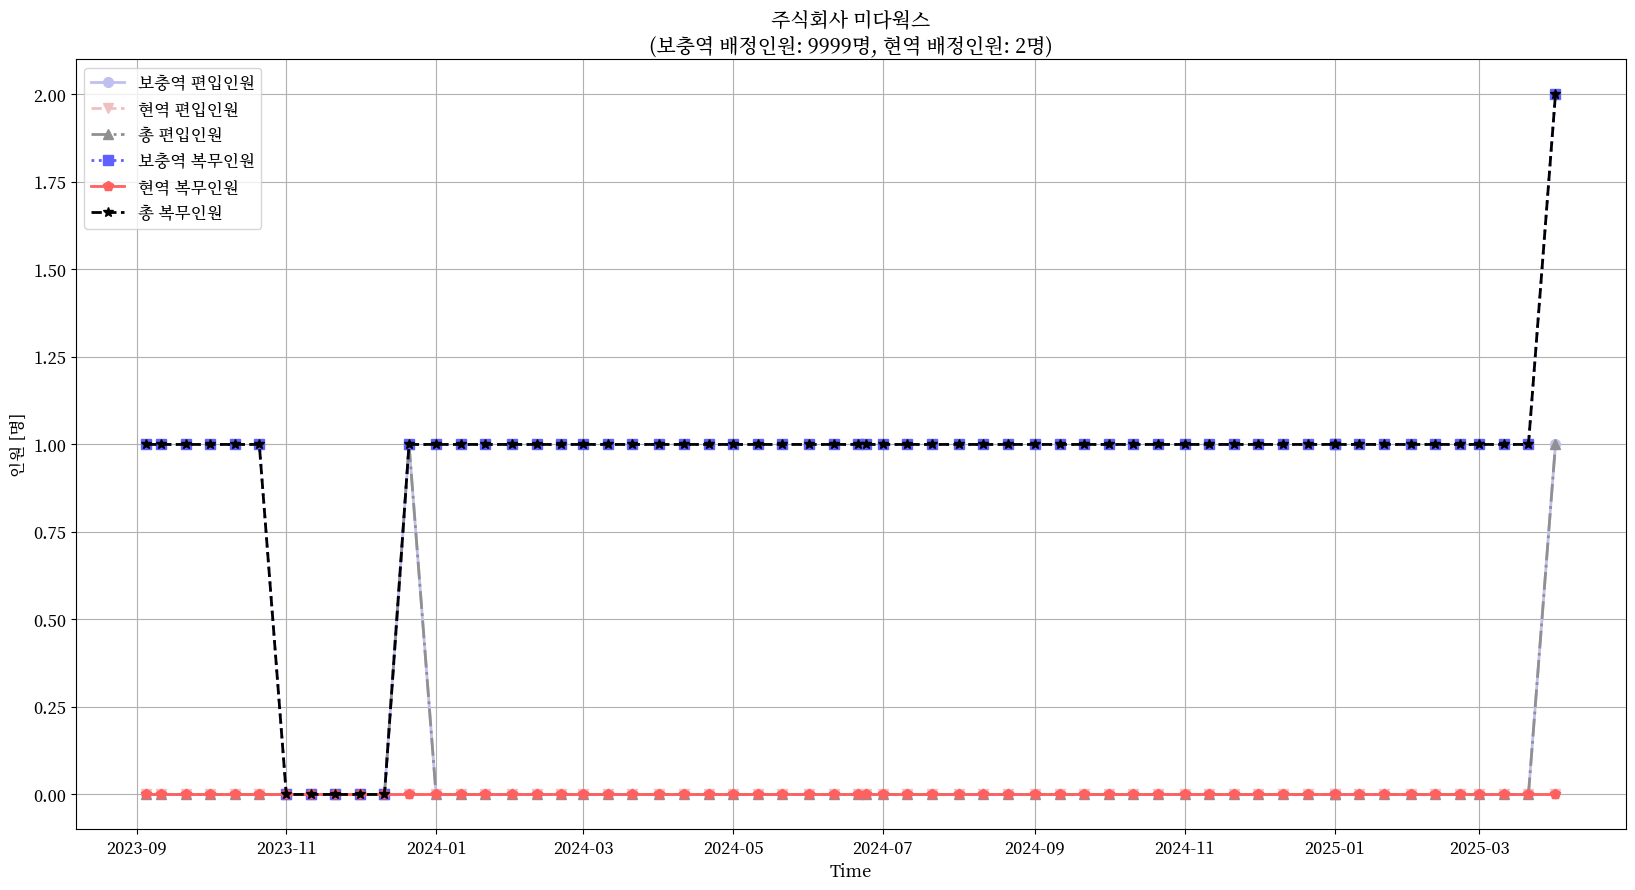 주식회사 미다웍스
(보충역 배정인원: 9999명, 현역 배정인원: 2명)
보충역 편입인원
현역 편입인원
총 편입인원
보충역 복무인원
현역 복무인원
총 복무인원
2.00
1.75
1.50
1.25
1.00
0.75
0.50
0.25
0.00
인원 [명]
2023-09
2023-11
2024-01
2024-03
2024-05
2024-07
2024-09
2024-11
2025-01
2025-03
Time